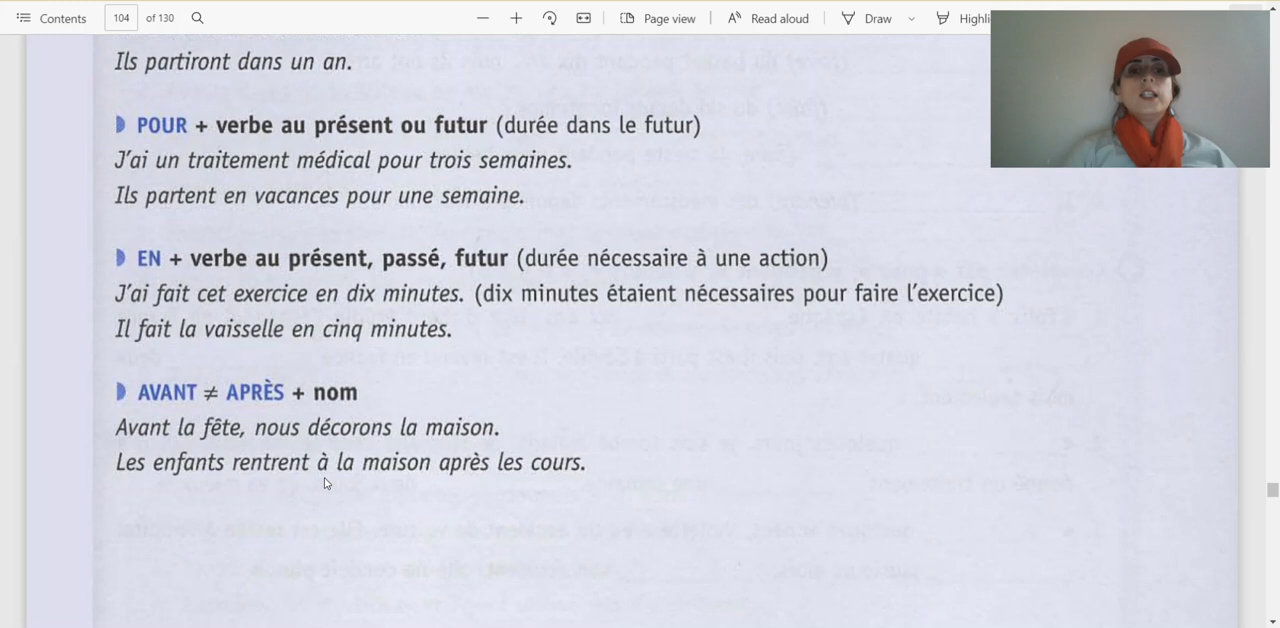 Contents
104 of 130
Page view
Read aloud
Draw
Highli
Ils partiront dans un an.
POUR + verbe au présent ou futur (durée dans le futur)
J'ai un traitement médical pour trois semaines.
Ils partent en vacances pour une semaine.
EN + verbe au présent, passé, futur (durée nécessaire à une action)
J'ai fait cet exercice en dix minutes. (dix minutes étaient nécessaires pour faire l'exercice)
Il fait la vaisselle en cinq minutes.
AVANT ≠ APRÈS + nom
Avant la fête, nous décorons la maison.
Les enfants rentrent à la maison après les cours.